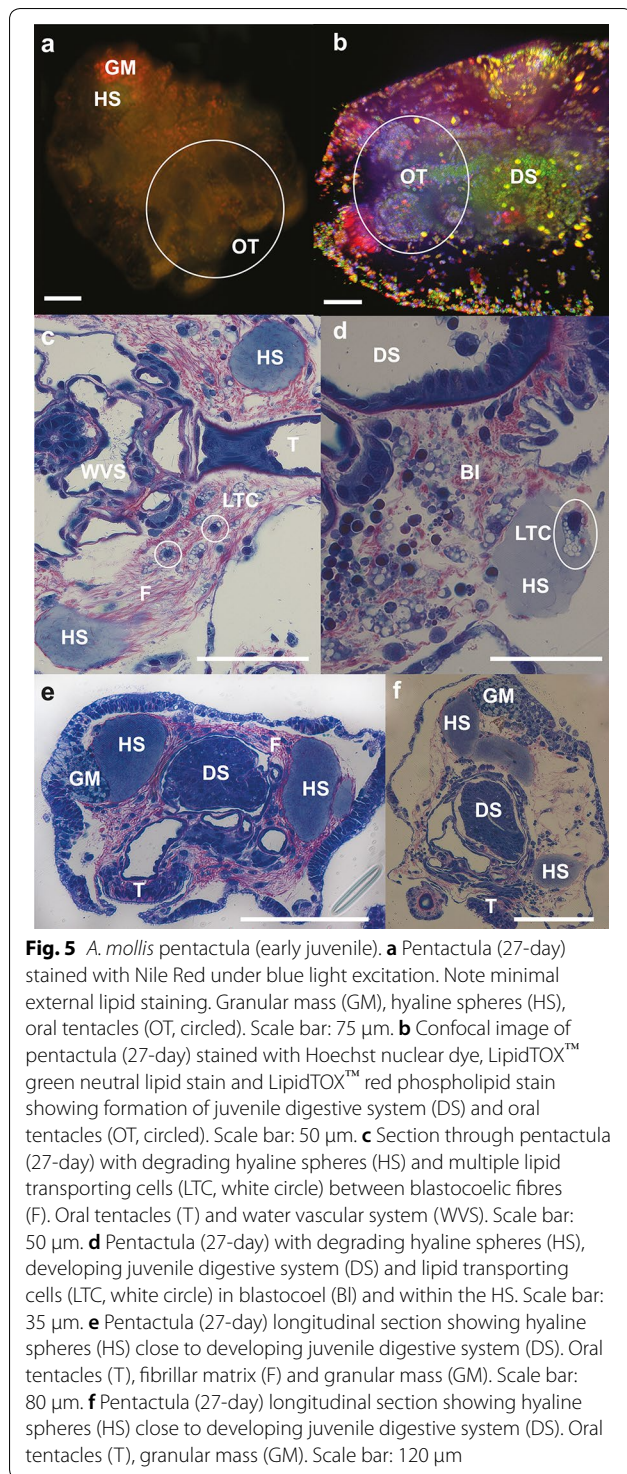 a
GM
HS
OT
b
OT
DS
c
HS
T
WVS
LTC
F
HS
d
DS
Bl
LTC
HS
e
HS
F
GM
DS
HS
T
f
GM
HS
DS
HS
T
Fig. 5 A. mollis pentactula (early juvenile). a Pentactula (27-day)
stained with Nile Red under blue light excitation. Note minimal
external lipid staining. Granular mass (GM), hyaline spheres (HS),
oral tentacles (OT, circled). Scale bar: 75 µm. b Confocal image of
pentactula (27-day) stained with Hoechst nuclear dye, LipidTOX™
green neutral lipid stain and LipidTOX™ red phospholipid stain
showing formation of juvenile digestive system (DS) and oral
tentacles (OT, circled). Scale bar: 50 µm. c Section through pentactula
(27-day) with degrading hyaline spheres (HS) and multiple lipid
transporting cells (LTC, white circle) between blastocoelic fibres
(F). Oral tentacles (T) and water vascular system (WVS). Scale bar:
50 µm. d Pentactula (27-day) with degrading hyaline spheres (HS),
developing juvenile digestive system (DS) and lipid transporting
cells (LTC, white circle) in blastocoel (Bl) and within the HS. Scale bar:
35 µm. e Pentactula (27-day) longitudinal section showing hyaline
spheres (HS) close to developing juvenile digestive system (DS). Oral
tentacles (T), fibrillar matrix (F) and granular mass (GM). Scale bar:
80 µm. f Pentactula (27-day) longitudinal section showing hyaline
spheres (HS) close to developing juvenile digestive system (DS). Oral
tentacles (T), granular mass (GM). Scale bar: 120 µm